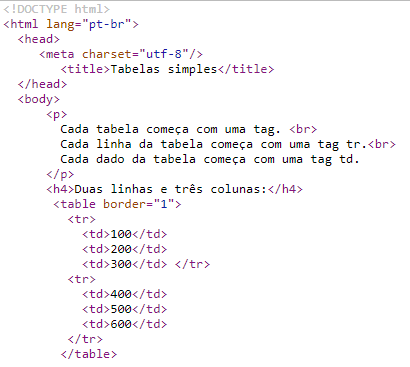 <!DOCTYPE html>
<html lang="pt-br">
<head>
<meta charset="utf-8"/>
<title>Tabelas simples</title>
</head>
<body>
<p>
Cada tabela começa com uma tag. <br>
Cada linha da tabela começa com uma tag tr.<br>
Cada dado da tabela começa com uma tag td.
</p>
<h4>Duas linhas e três colunas:</h4>
<table border="1">
<tr>
<td>100</td>
<td>200</td>
<td>300</td> </tr>
<tr>
<td>400</td>
<td>500</td>
<td>600</td>
</tr>
</table>